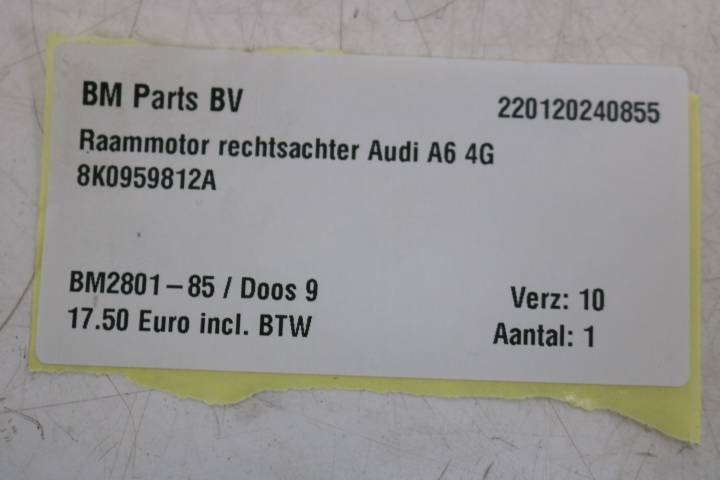 BM Parts BV 220120240855
Raammotor rechtsachter Audi A6 4G
8K0959812A
BM2801-85 / Doos 9 Verz: 10
17.50 Euro incl. BTW Aantal: 1